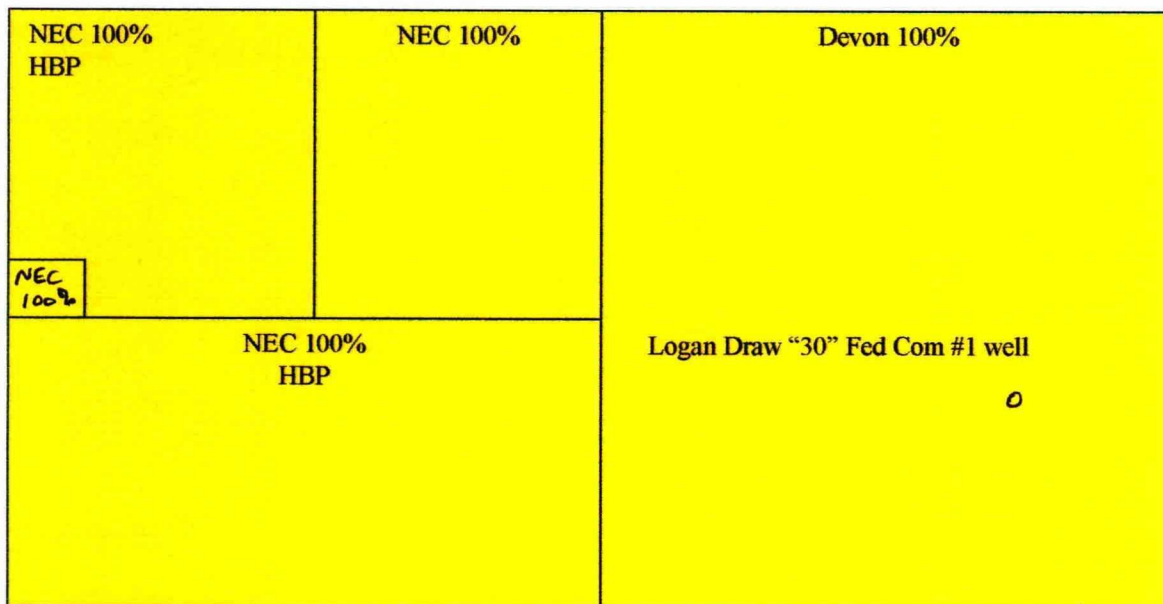 NEC 100%
HBP
NEC 100%
Devon 100%
NEC
100%
NEC 100%
HBP
Logan Draw “30” Fed Com #1 well